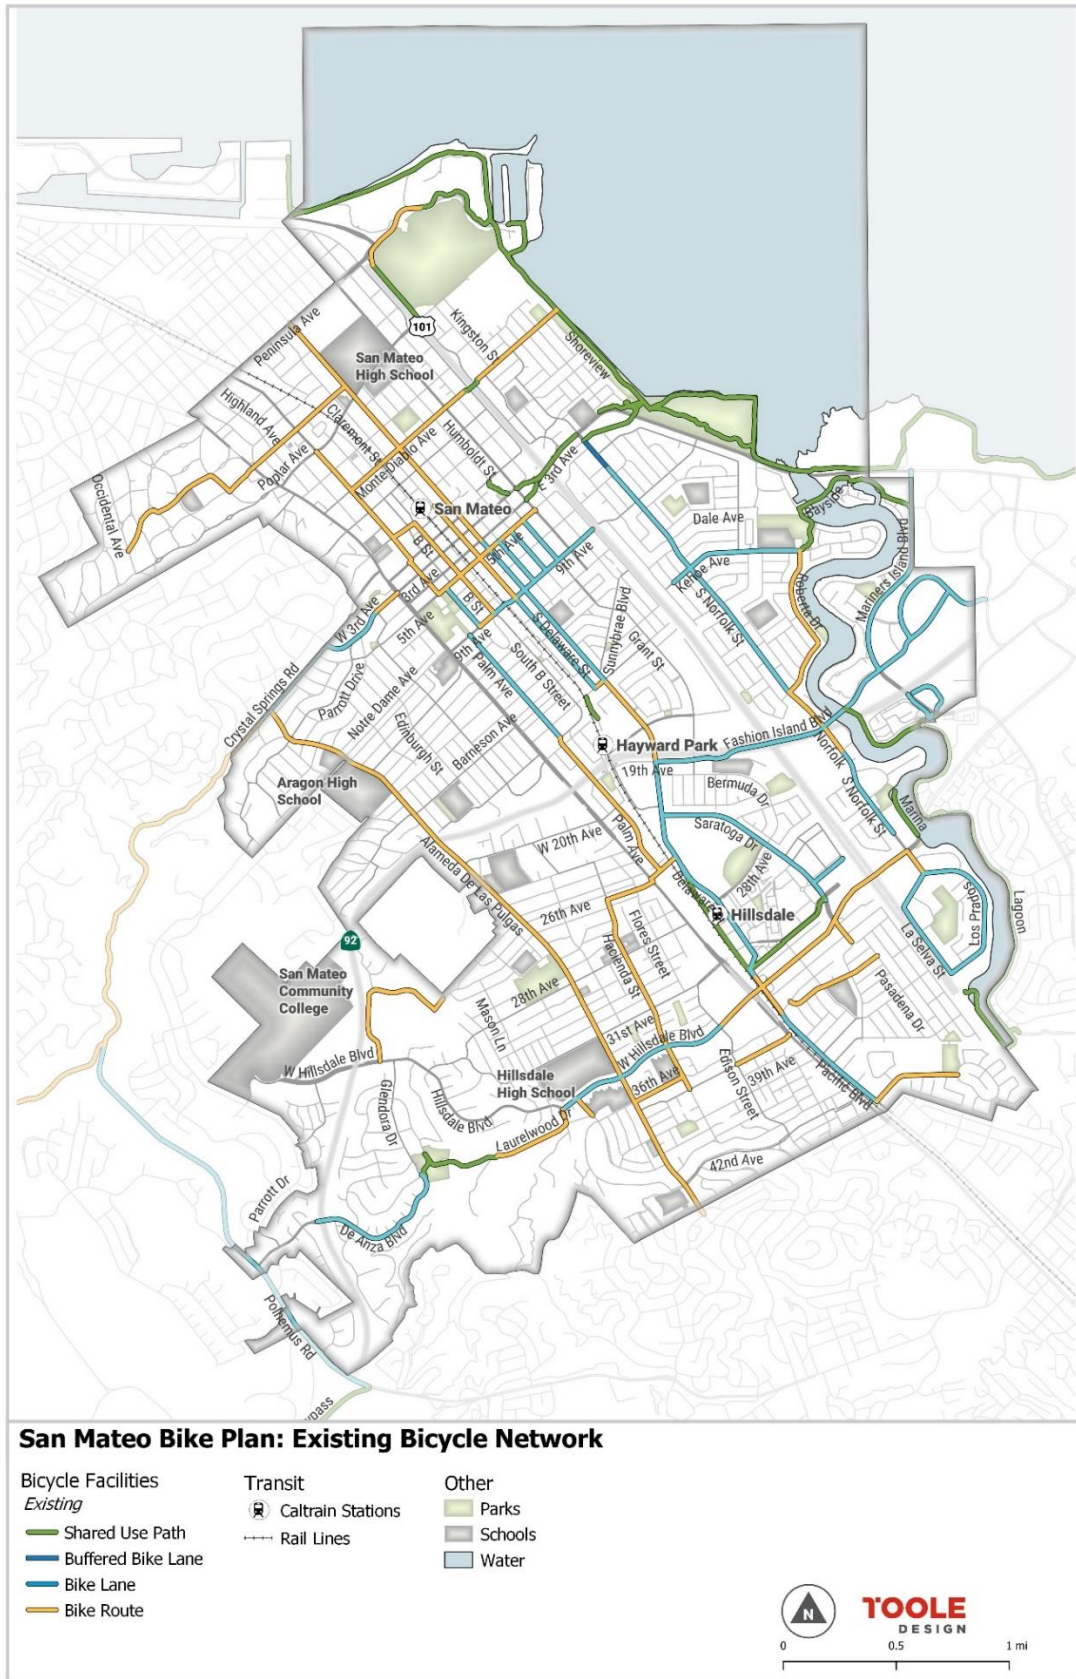 101
Peninsula Ave
Kingston St
San Mateo
High School
Shoreview
Highland Ave
Claremont St
Humboldt St
Poplar Ave
Monte Diablo Ave
E 3rd Ave
Occidental Ave
San Mateo
Dale Ave
Bayside
B St
5th Ave
9th Ave
Mariners Island Blvd
Kehoe Ave
3rd Ave
W 3rd Ave
B St
Roberta Dr
S Norfolk St
5th Ave
9th Ave
S Delaware St
Sunnybrae Blvd
Grant St
Crystal Springs Rd
Parrott Drive
Notre Dame Ave
Palm Ave
South B Street
Edinburgh St
Barneson Ave
Hayward Park
Fashion Island Blvd
19th Ave
Norfolk
Bermuda Dr
S Norfolk St
Marina
Aragon High
School
Saratoga Dr
W 20th Ave
Palm Ave
Alameda De Las Pulgas
28th Ave
Delaware
Hillsdale
Los Prados
Lagoon
26th Ave
Flores Street
Hacienda St
La Selva St
92
San Mateo
Community
College
28th Ave
Mason Ln
Pasadena Dr
31st Ave
W Hillsdale Blvd
W Hillsdale Blvd
Hillsdale
High School
36th Ave
Edison Street
39th Ave
Pacific Blvd
Glendora Dr
Hillsdale Blvd
Laurelwood Dr
42nd Ave
Parrott Dr
De Anza Blvd
Polhemus Rd
ypass
San Mateo Bike Plan: Existing Bicycle Network
Bicycle Facilities
Existing
Shared Use Path
Buffered Bike Lane
Bike Lane
Bike Route
Transit
Caltrain Stations
Rail Lines
Other
Parks
Schools
Water
N
TOOLE
DESIGN
0 0.5 1 mi